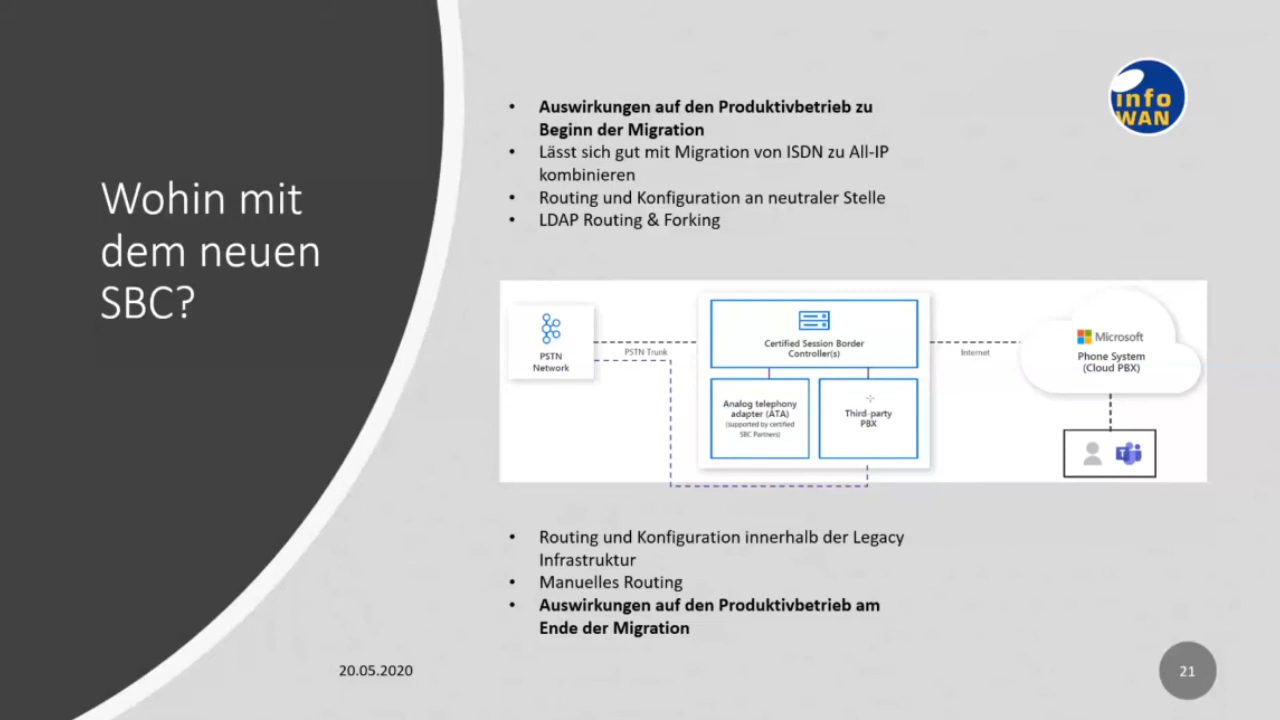 Wohin mit
dem neuen
SBC?
• Auswirkungen auf den Produktivbetrieb zu
Beginn der Migration
• Lässt sich gut mit Migration von ISDN zu All-IP
kombinieren
• Routing und Konfiguration an neutraler Stelle
• LDAP Routing & Forking
info
WAN
PSTN
Network
PSTN Trunk
Certified Session Border
Controller(s)
Analog telephony
adapter (ATA)
(supported by certified
SBC Partners)
Third-party
PBX
Internet
Microsoft
Phone System
(Cloud PBX)
• Routing und Konfiguration innerhalb der Legacy
Infrastruktur
• Manuelles Routing
• Auswirkungen auf den Produktivbetrieb am
Ende der Migration
20.05.2020
21